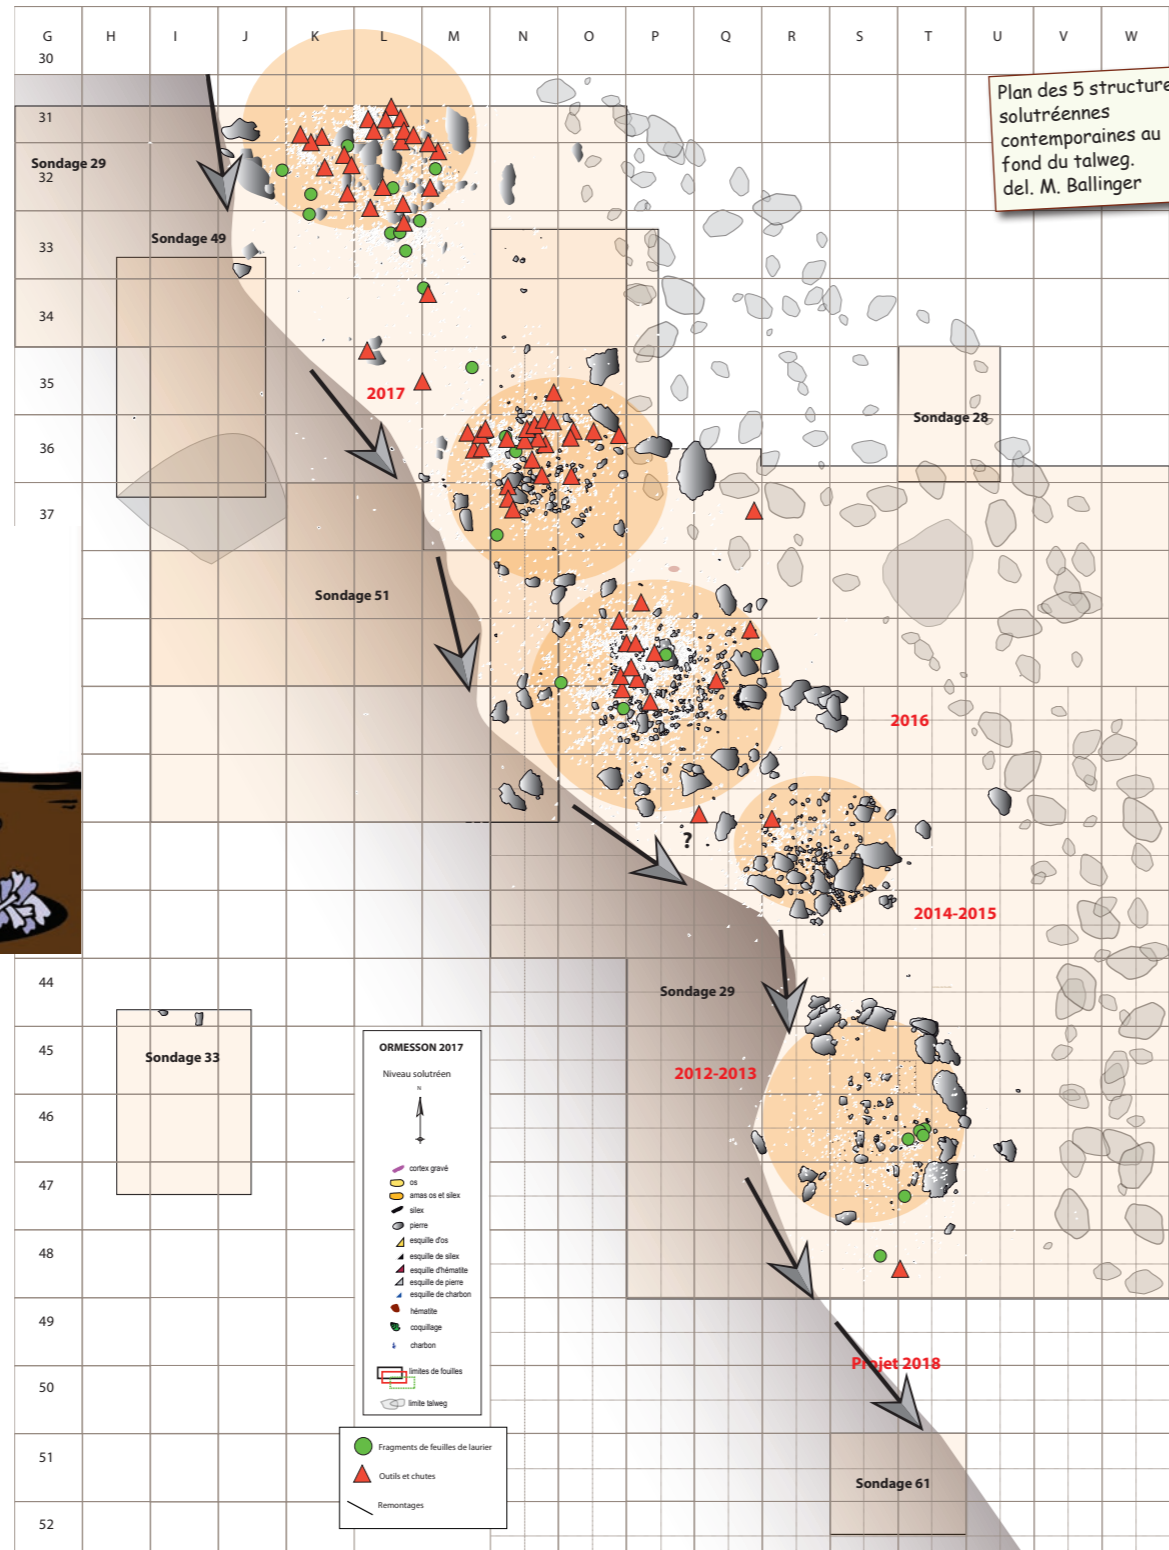 G H I J K L M N O P Q R S T U V W
30
Plan des 5 structure
solutréennes
contemporaines au
fond du talweg.
del. M. Ballinger
31
Sondage 29
32
Sondage 49
33
34
35
2017
Sondage 28
36
37
Sondage 51
2016
?
2014-2015
44
Sondage 29
45
Sondage 33
2012-2013
46
47
48
49
50
51
52
ORMESSON 2017
Niveau solutréen
N
cortex gravé
os
amas os et silex
silex
pierre
esquille d'os
esquille de silex
esquille d'hématite
esquille de pierre
esquille de charbon
hématite
coquillage
charbon
limites de fouilles
limite talweg
Fragments de feuilles de laurier
Outils et chutes
Remontages
Projet 2018
Sondage 61